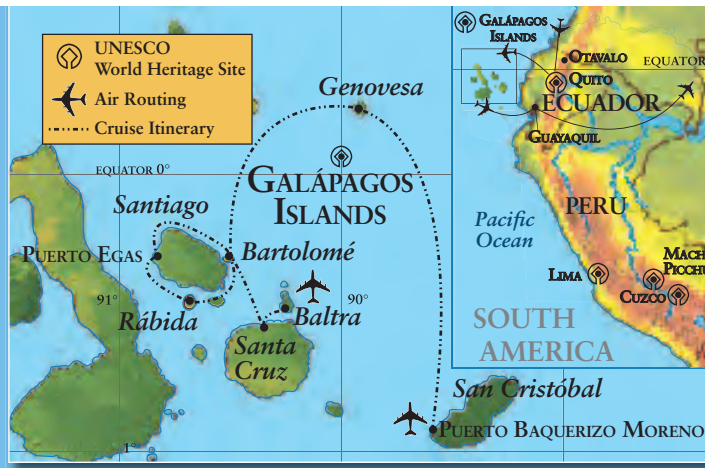 UNESCO
World Heritage Site
Air Routing
Cruise Itinerary
Genovesa
EQUATOR 0°
GALÁPAGOS
ISLANDS
Santiago
PUERTO EGAS
Bartolomé
91°
90°
Rábida
Baltra
Santa
Cruz
San Cristóbal
PUERTO BAQUERIZO MORENO
1°
GALÁPAGOS
ISLANDS
OTAVALO
EQUATOR
QUITO
ECUADOR
GUAYAQUIL
Pacific
Ocean
PERU
LIMA
MACH
PICCHU
CUZCO
SOUTH
AMERICA